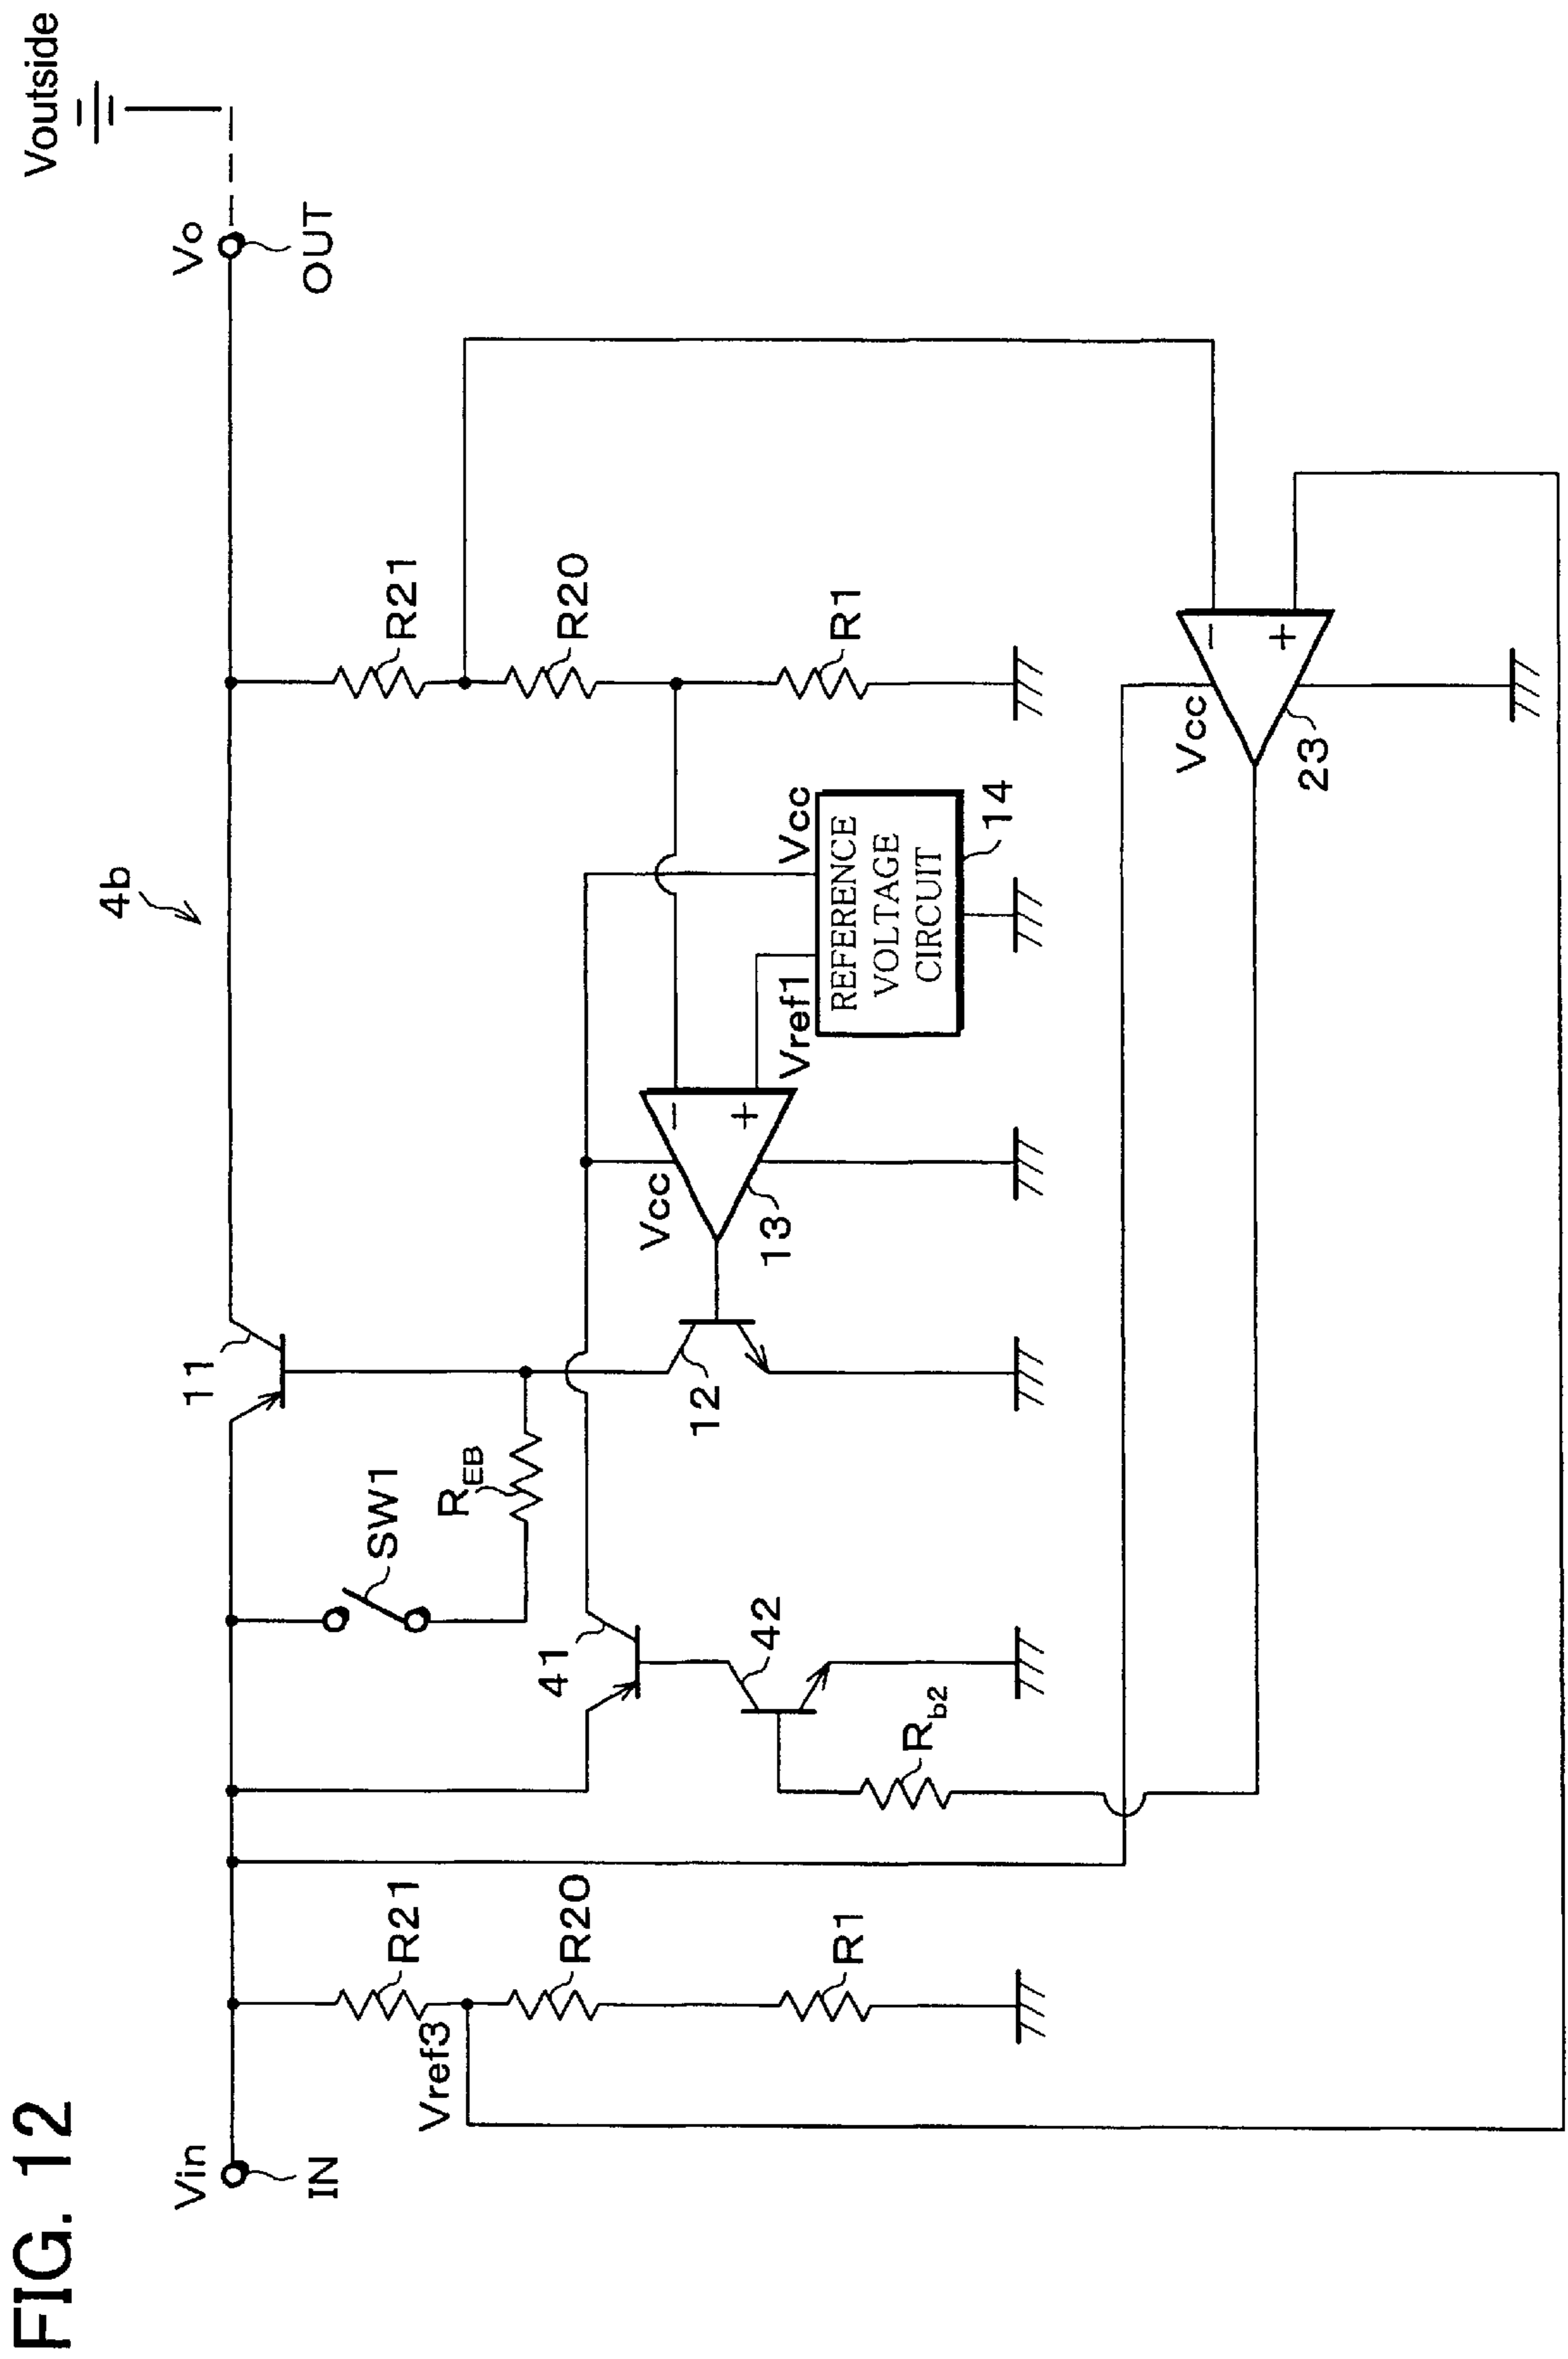 FIG. 12
4b
Voutside
Vin
IN
Vo
OUT
11
SW1
R_EB
R21
R21
Vref3
R20
R20
41
42
Vcc
12
13
Vref1
Vcc
REFERENCE
VOLTAGE
CIRCUIT
14
−
+
R1
R1
R_b2
Vcc
−
+
23